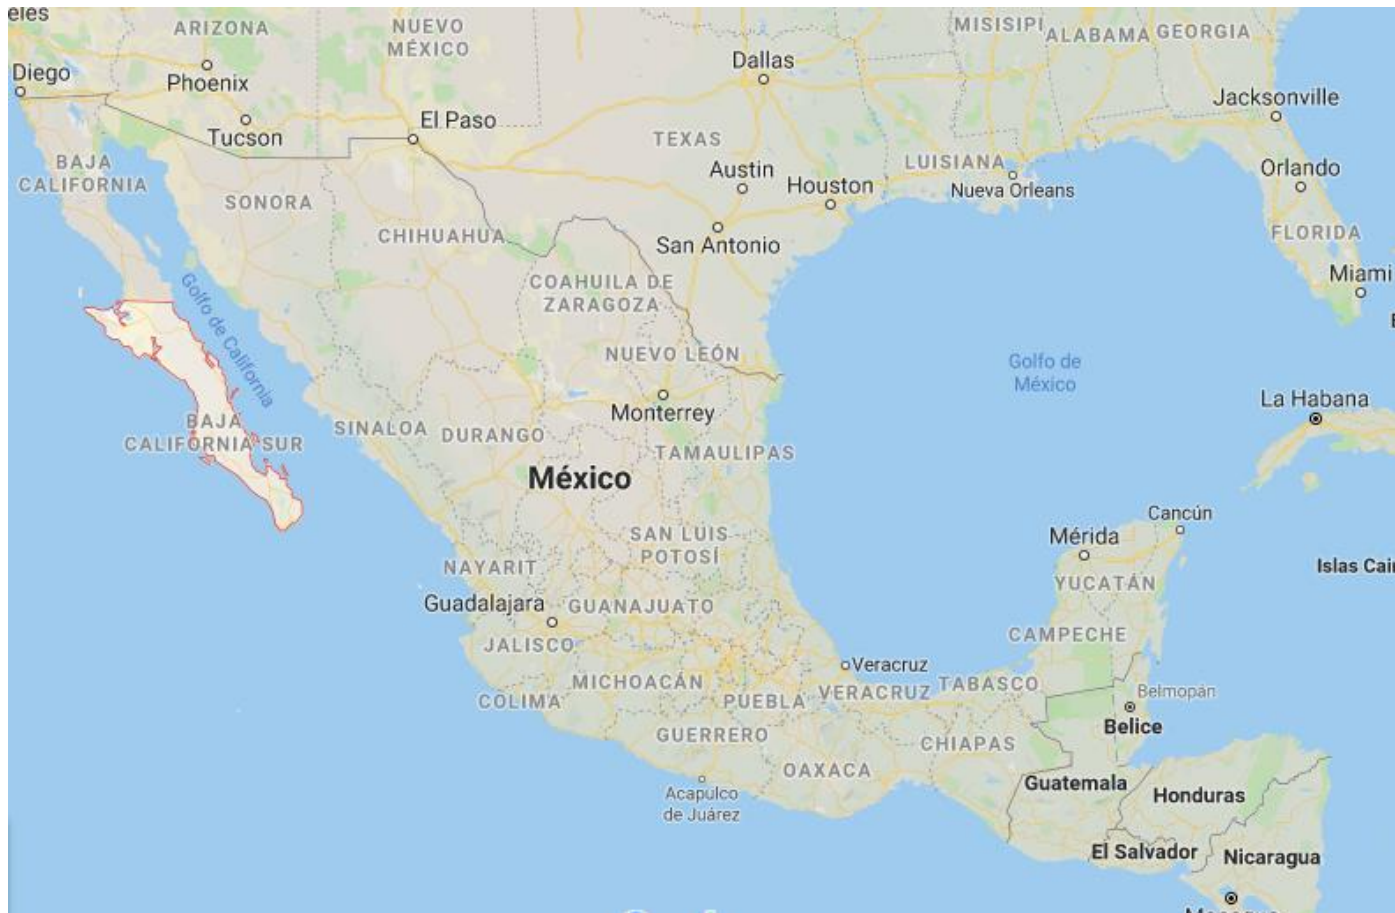 eles
ARIZONA
NUEVO
MÉXICO
MISISIPI
ALABAMA
GEORGIA
Diego
Phoenix
Dallas
Jacksonville
Tucson
El Paso
TEXAS
BAJA
CALIFORNIA
Austin
Houston
LUISIANA
Nueva Orleans
Orlando
SONORA
CHIHUAHUA
San Antonio
FLORIDA
Miami
COAHUILA DE
ZARAGOZA
Golfo de California
NUEVO LEÓN
Golfo de
México
Monterrey
La Habana
BAJA
CALIFORNIA SUR
SINALOA
DURANGO
TAMAULIPAS
México
SAN LUIS
POTOSÍ
Cancún
Mérida
NAYARIT
YUCATÁN
Islas Cai
Guadalajara
GUANAJUATO
JALISCO
CAMPECHE
Veracruz
MICHOACÁN
COLIMA
PUEBLA
VERACRUZ
TABASCO
Belmopán
Belice
GUERRERO
CHIAPAS
OAXACA
Acapulco
de Juárez
Guatemala
Honduras
El Salvador
Nicaragua